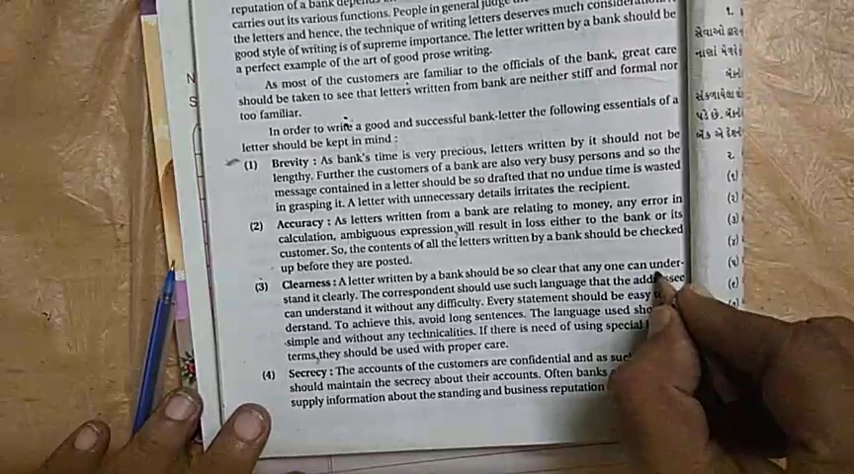 reputation of a bank depends
carries out its various functions. People in general judge
the letters and hence, the technique of writing letters deserves much
good style of writing is of supreme importance. The letter written by a bank should be
a perfect example of the art of good prose writing.
As most of the customers are familiar to the officials of the bank, great care
should be taken to see that letters written from bank are neither stiff and formal nor
too familiar.
In order to write a good and successful bank-letter the following essentials of a
letter should be kept in mind :
(1) Brevity : As bank's time is very precious, letters written by it should not be
lengthy. Further the customers of a bank are also very busy persons and so the
message contained in a letter should be so drafted that no undue time is wasted
in grasping it. A letter with unnecessary details irritates the recipient.
(2) Accuracy : As letters written from a bank are relating to money, any error in
calculation, ambiguous expression will result in loss either to the bank or its
customer. So, the contents of all the letters written by a bank should be checked
up before they are posted.
(3) Clearness : A letter written by a bank should be so clear that any one can under-
stand it clearly. The correspondent should use such language that the
can understand it without any difficulty. Every statement should be easy
derstand. To achieve this, avoid long sentences. The language used
simple and without any technicalities. If there is need of using special
terms, they should be used with proper care.
(4) Secrecy : The accounts of the customers are confidential and as
should maintain the secrecy about their accounts. Often banks
supply information about the standing and business reputation
N
S
૧.
સેવાઓ
નાણાં
પડે છે.
બેંક એ
૨.
(૧)
(૨)
(૩)
(૪)
(૫)